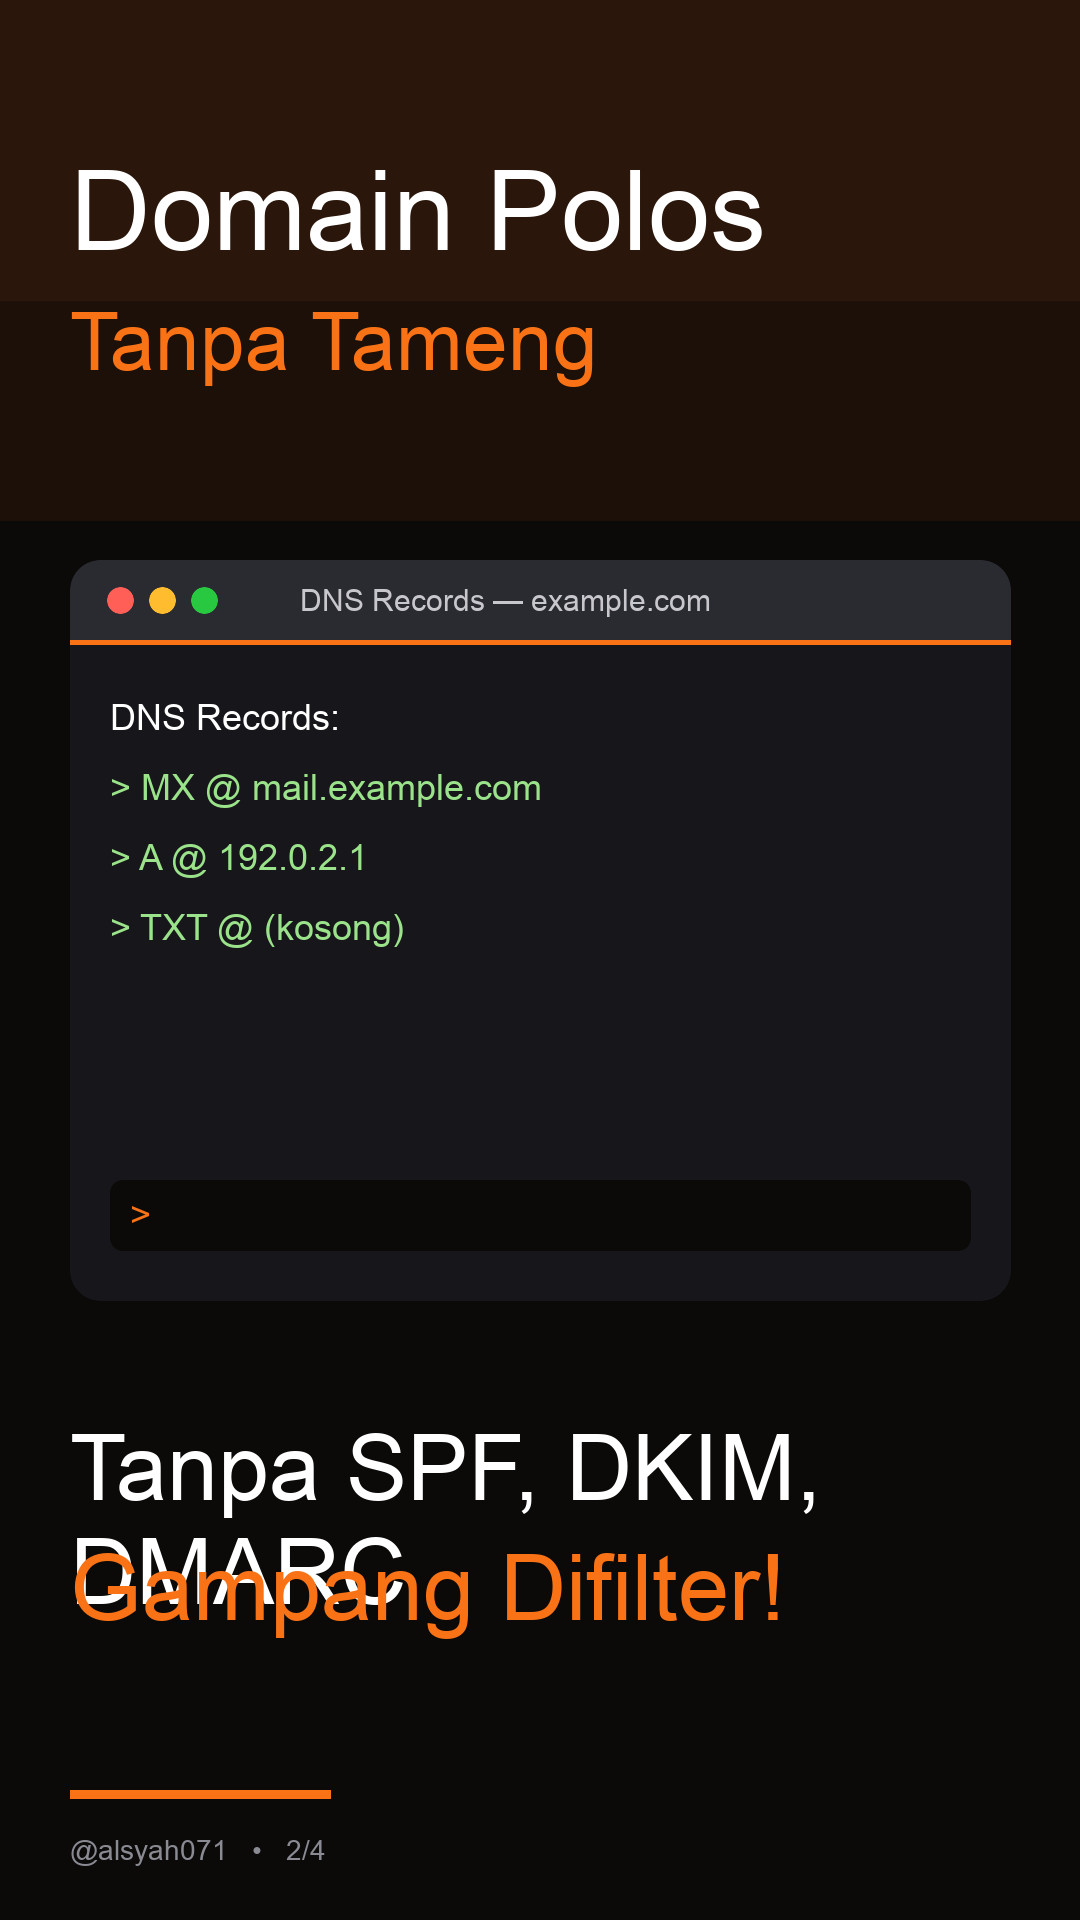 Domain Polos
Tanpa Tameng
DNS Records — example.com
DNS Records:
> MX @ mail.example.com
> A @ 192.0.2.1
> TXT @ (kosong)
>
Tanpa SPF, DKIM,
DMARC
Gampang Difilter!
@alsyah071 • 2/4